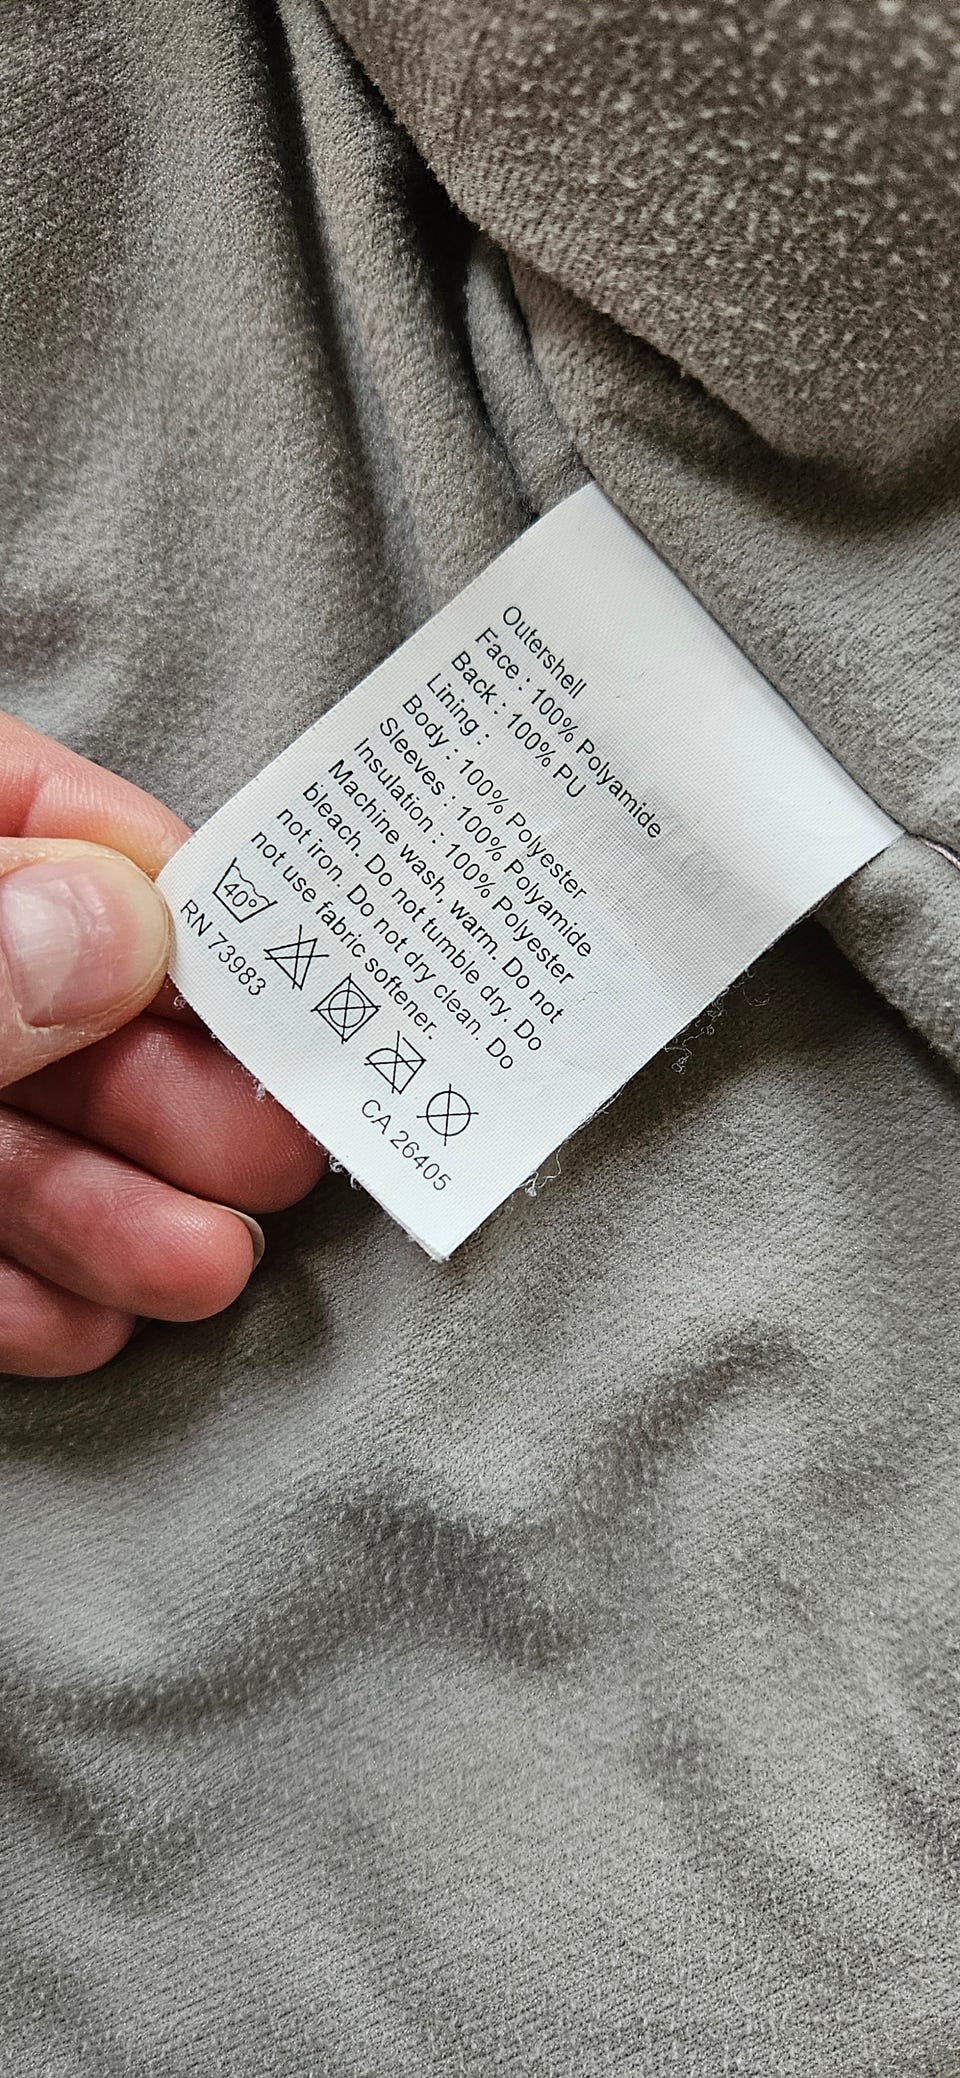 Outershell
Face : 100% Polyamide
Back : 100% PU
Lining :
Body : 100% Polyester
Sleeves : 100% Polyamide
Insulation : 100% Polyester
Machine wash, warm. Do not
bleach. Do not tumble dry. Do
not iron. Do not dry clean. Do
not use fabric softener.
40°
RN 73983
CA 26405